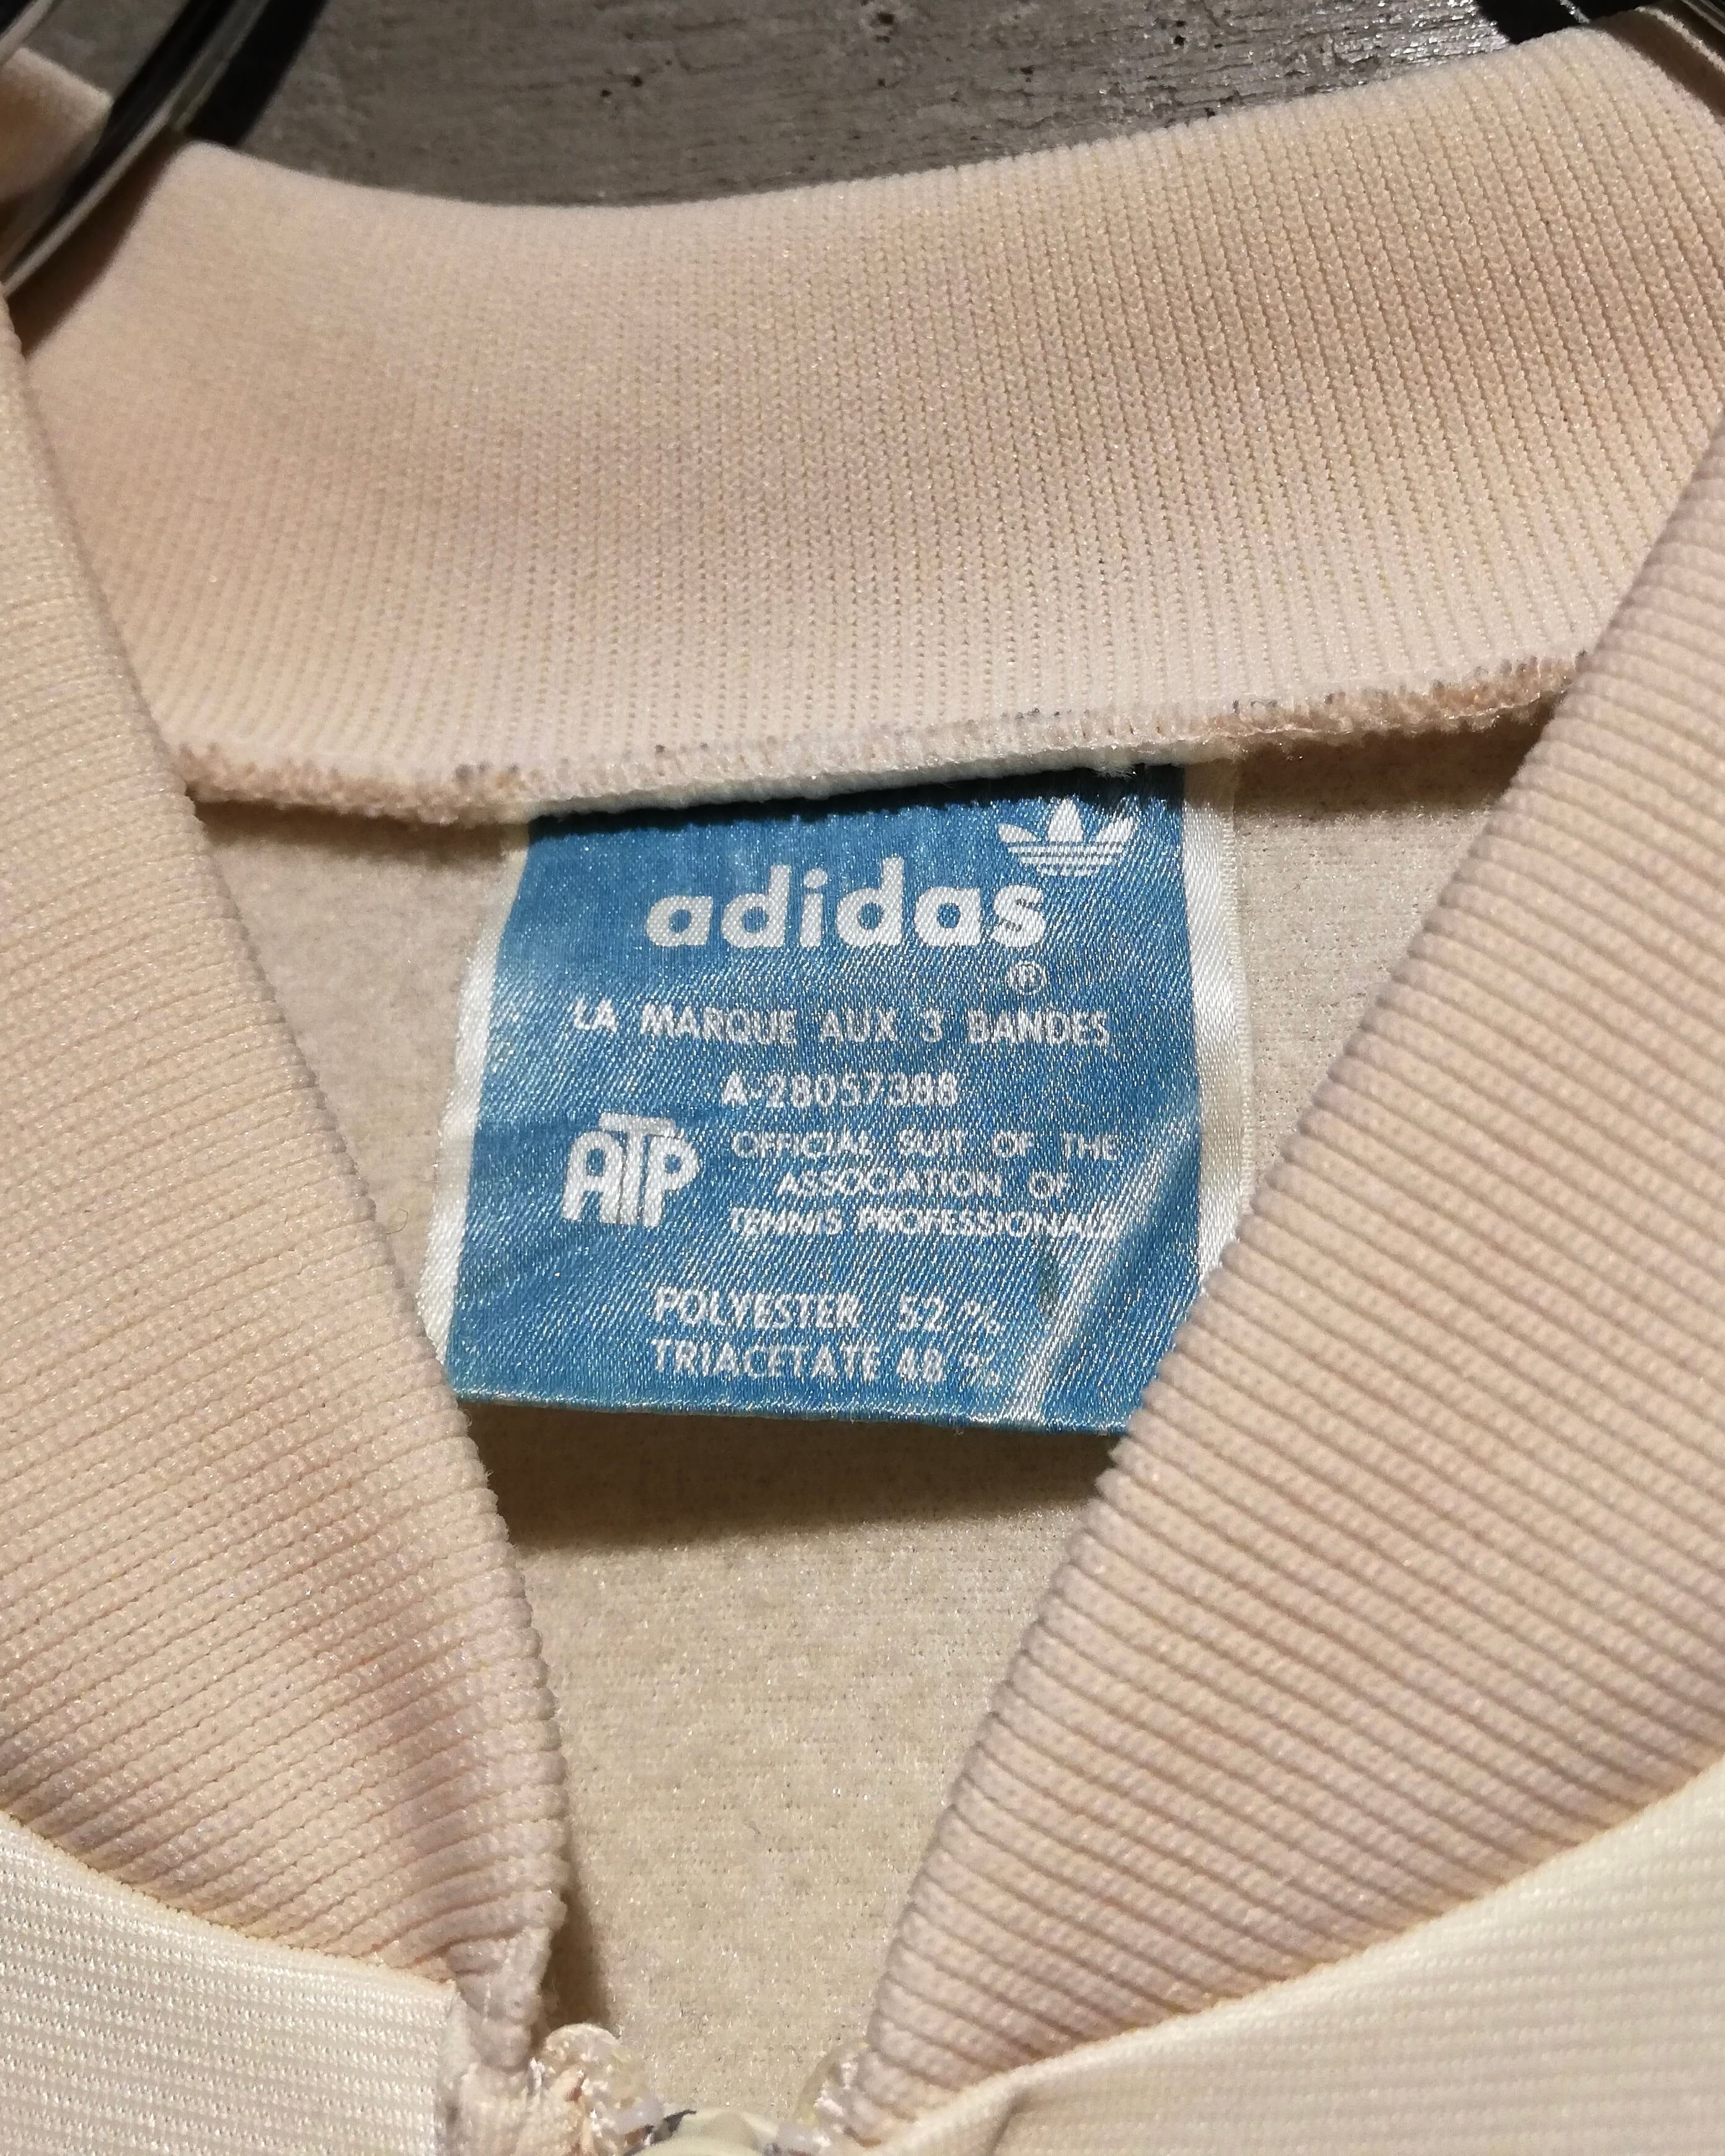 adidas
®
LA MARQUE AUX 3 BANDES
A-28057388
ATP
OFFICIAL SUIT OF THE
ASSOCIATION OF
TENNIS PROFESSIONALS
POLYESTER 52 %
TRIACETATE 48 %